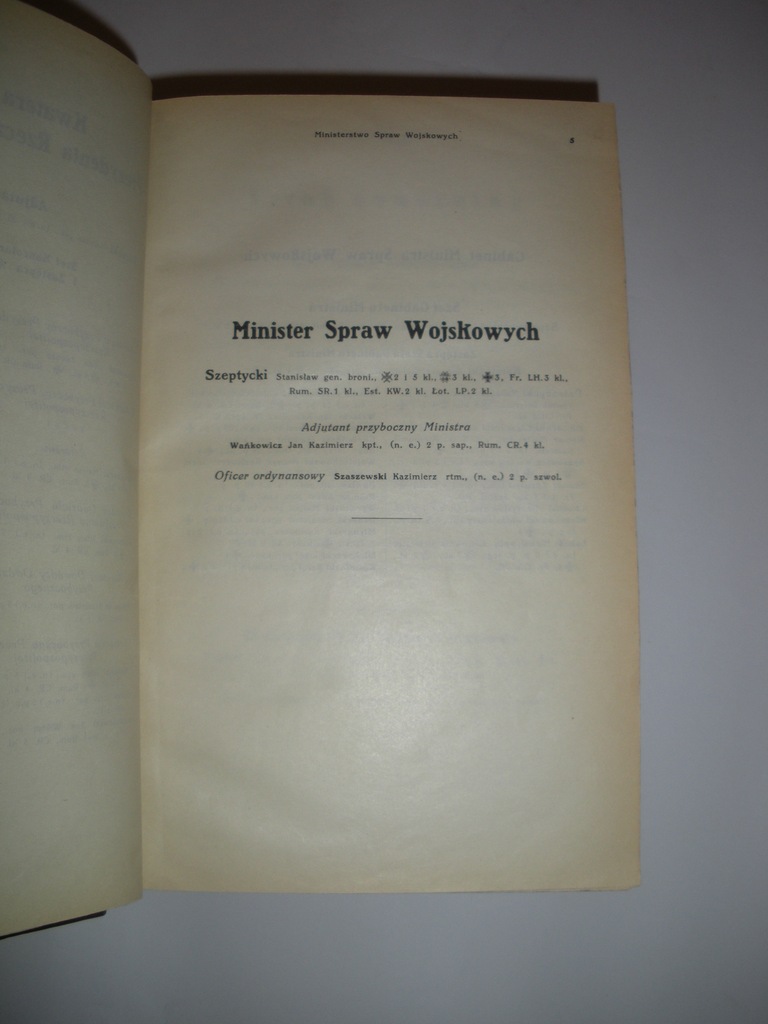 Ministerstwo Spraw Wojskowych
5
Minister Spraw Wojskowych
Szeptycki Stanisław gen. broni., 2 i 5 kl., 3 kl., 3, Fr. LH.3 kl.,
Rum. SR.1 kl., Est. KW.2 kl. Łot. LP.2 kl.
Adjutant przyboczny Ministra
Wańkowicz Jan Kazimierz kpt., (n. e.) 2 p. sap., Rum. CR.4 kl.
Oficer ordynansowy Szaszewski Kazimierz rtm., (n. e.) 2 p. szwol.
Kwatera